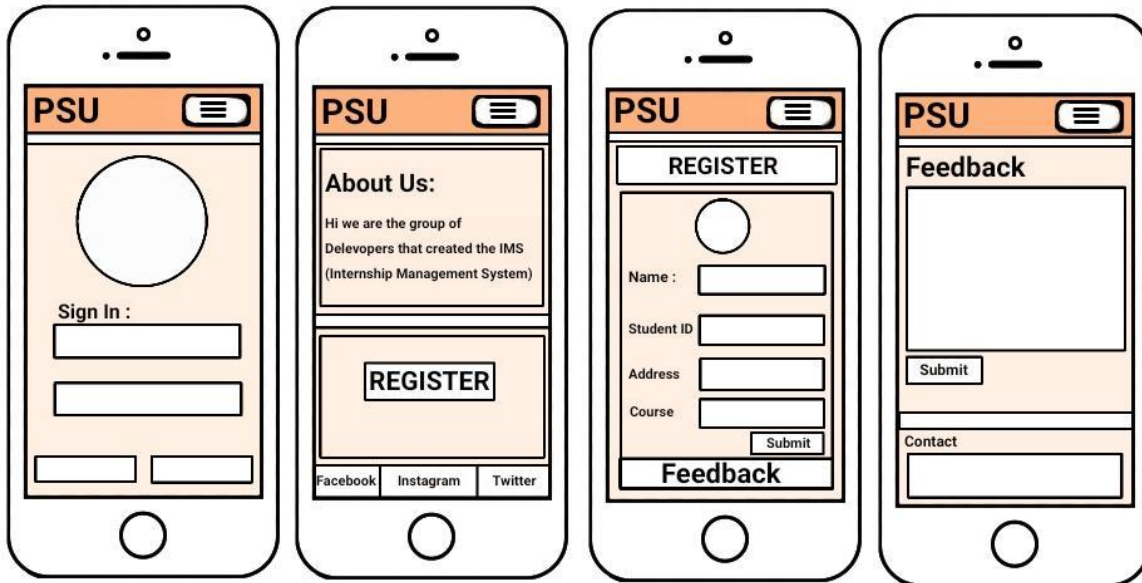 PSU
Sign In :
PSU
About Us:
Hi we are the group of
Delevopers that created the IMS
(Internship Management System)
REGISTER
Facebook
Instagram
Twitter
PSU
REGISTER
Name :
Student ID
Address
Course
Submit
Feedback
PSU
Feedback
Submit
Contact